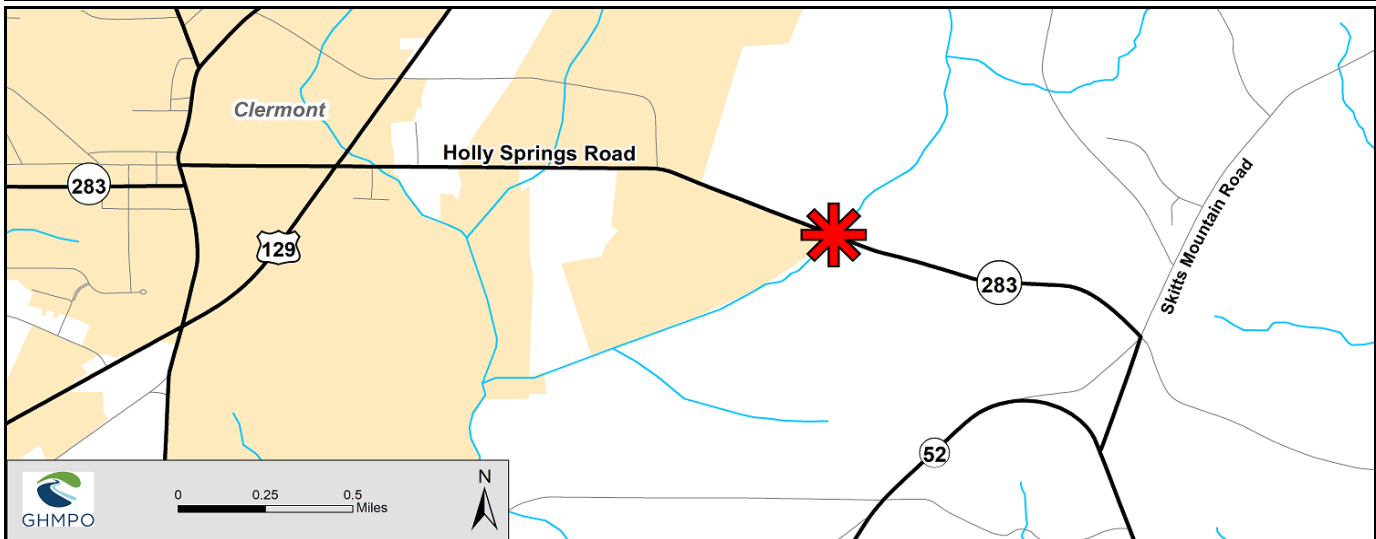 Clermont
Holly Springs Road
283
129
283
Skitts Mountain Road
52
GHMPO
0 0.25 0.5
Miles
N